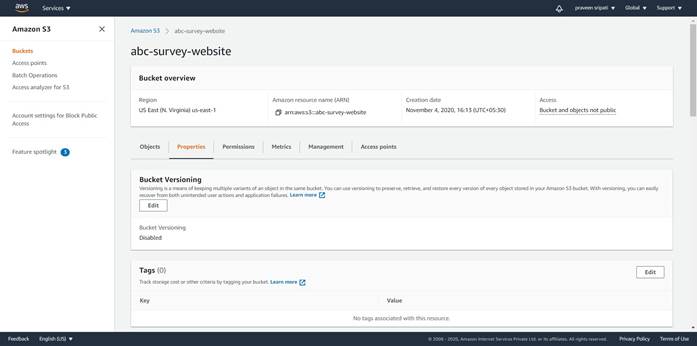 aws
Services
praveen sripati
Global
Support
Amazon S3
Buckets
Access points
Batch Operations
Access analyzer for S3
Account settings for Block Public
Access
Feature spotlight 3
Amazon S3 > abc-survey-website
abc-survey-website
Bucket overview
Region
US East (N. Virginia) us-east-1
Amazon resource name (ARN)
arn:aws:s3:::abc-survey-website
Creation date
November 4, 2020, 16:13 (UTC+05:30)
Access
Bucket and objects not public
Objects
Properties
Permissions
Metrics
Management
Access points
Bucket Versioning
Versioning is a means of keeping multiple variants of an object in the same bucket. You can use versioning to preserve, retrieve, and restore every version of every object stored in your Amazon S3 bucket. With versioning, you can easily
recover from both unintended user actions and application failures. Learn more
Edit
Bucket Versioning
Disabled
Tags (0)
Track storage cost or other criteria by tagging your bucket. Learn more
Edit
Key
Value
No tags associated with this resource.
Feedback
English (US)
© 2008 - 2020, Amazon Internet Services Private Ltd. or its affiliates. All rights reserved.
Privacy Policy
Terms of Use